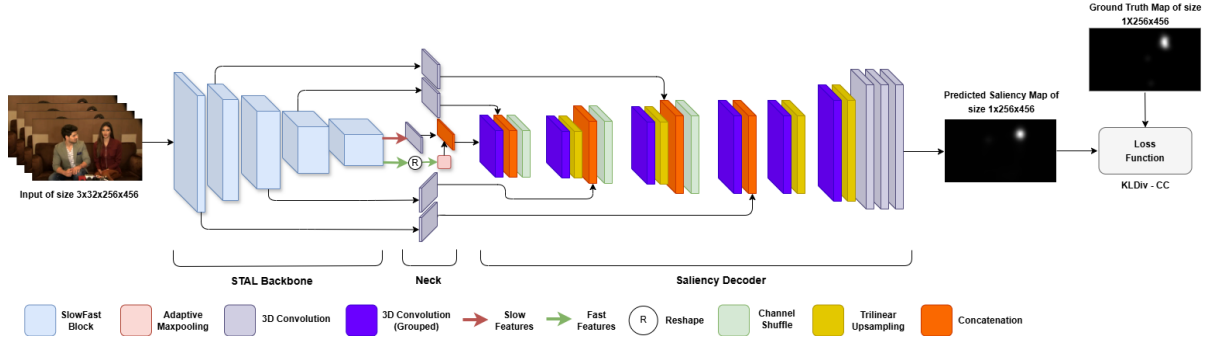 Ground Truth Map of size
1X256x456
Predicted Saliency Map of
size 1x256x456
Loss
Function
KLDiv - CC
Input of size 3x32x256x456
R
STAL Backbone
Neck
Saliency Decoder
SlowFast
Block
Adaptive
Maxpooling
3D Convolution
3D Convolution
(Grouped)
Slow
Features
Fast
Features
R
Reshape
Channel
Shuffle
Trilinear
Upsampling
Concatenation